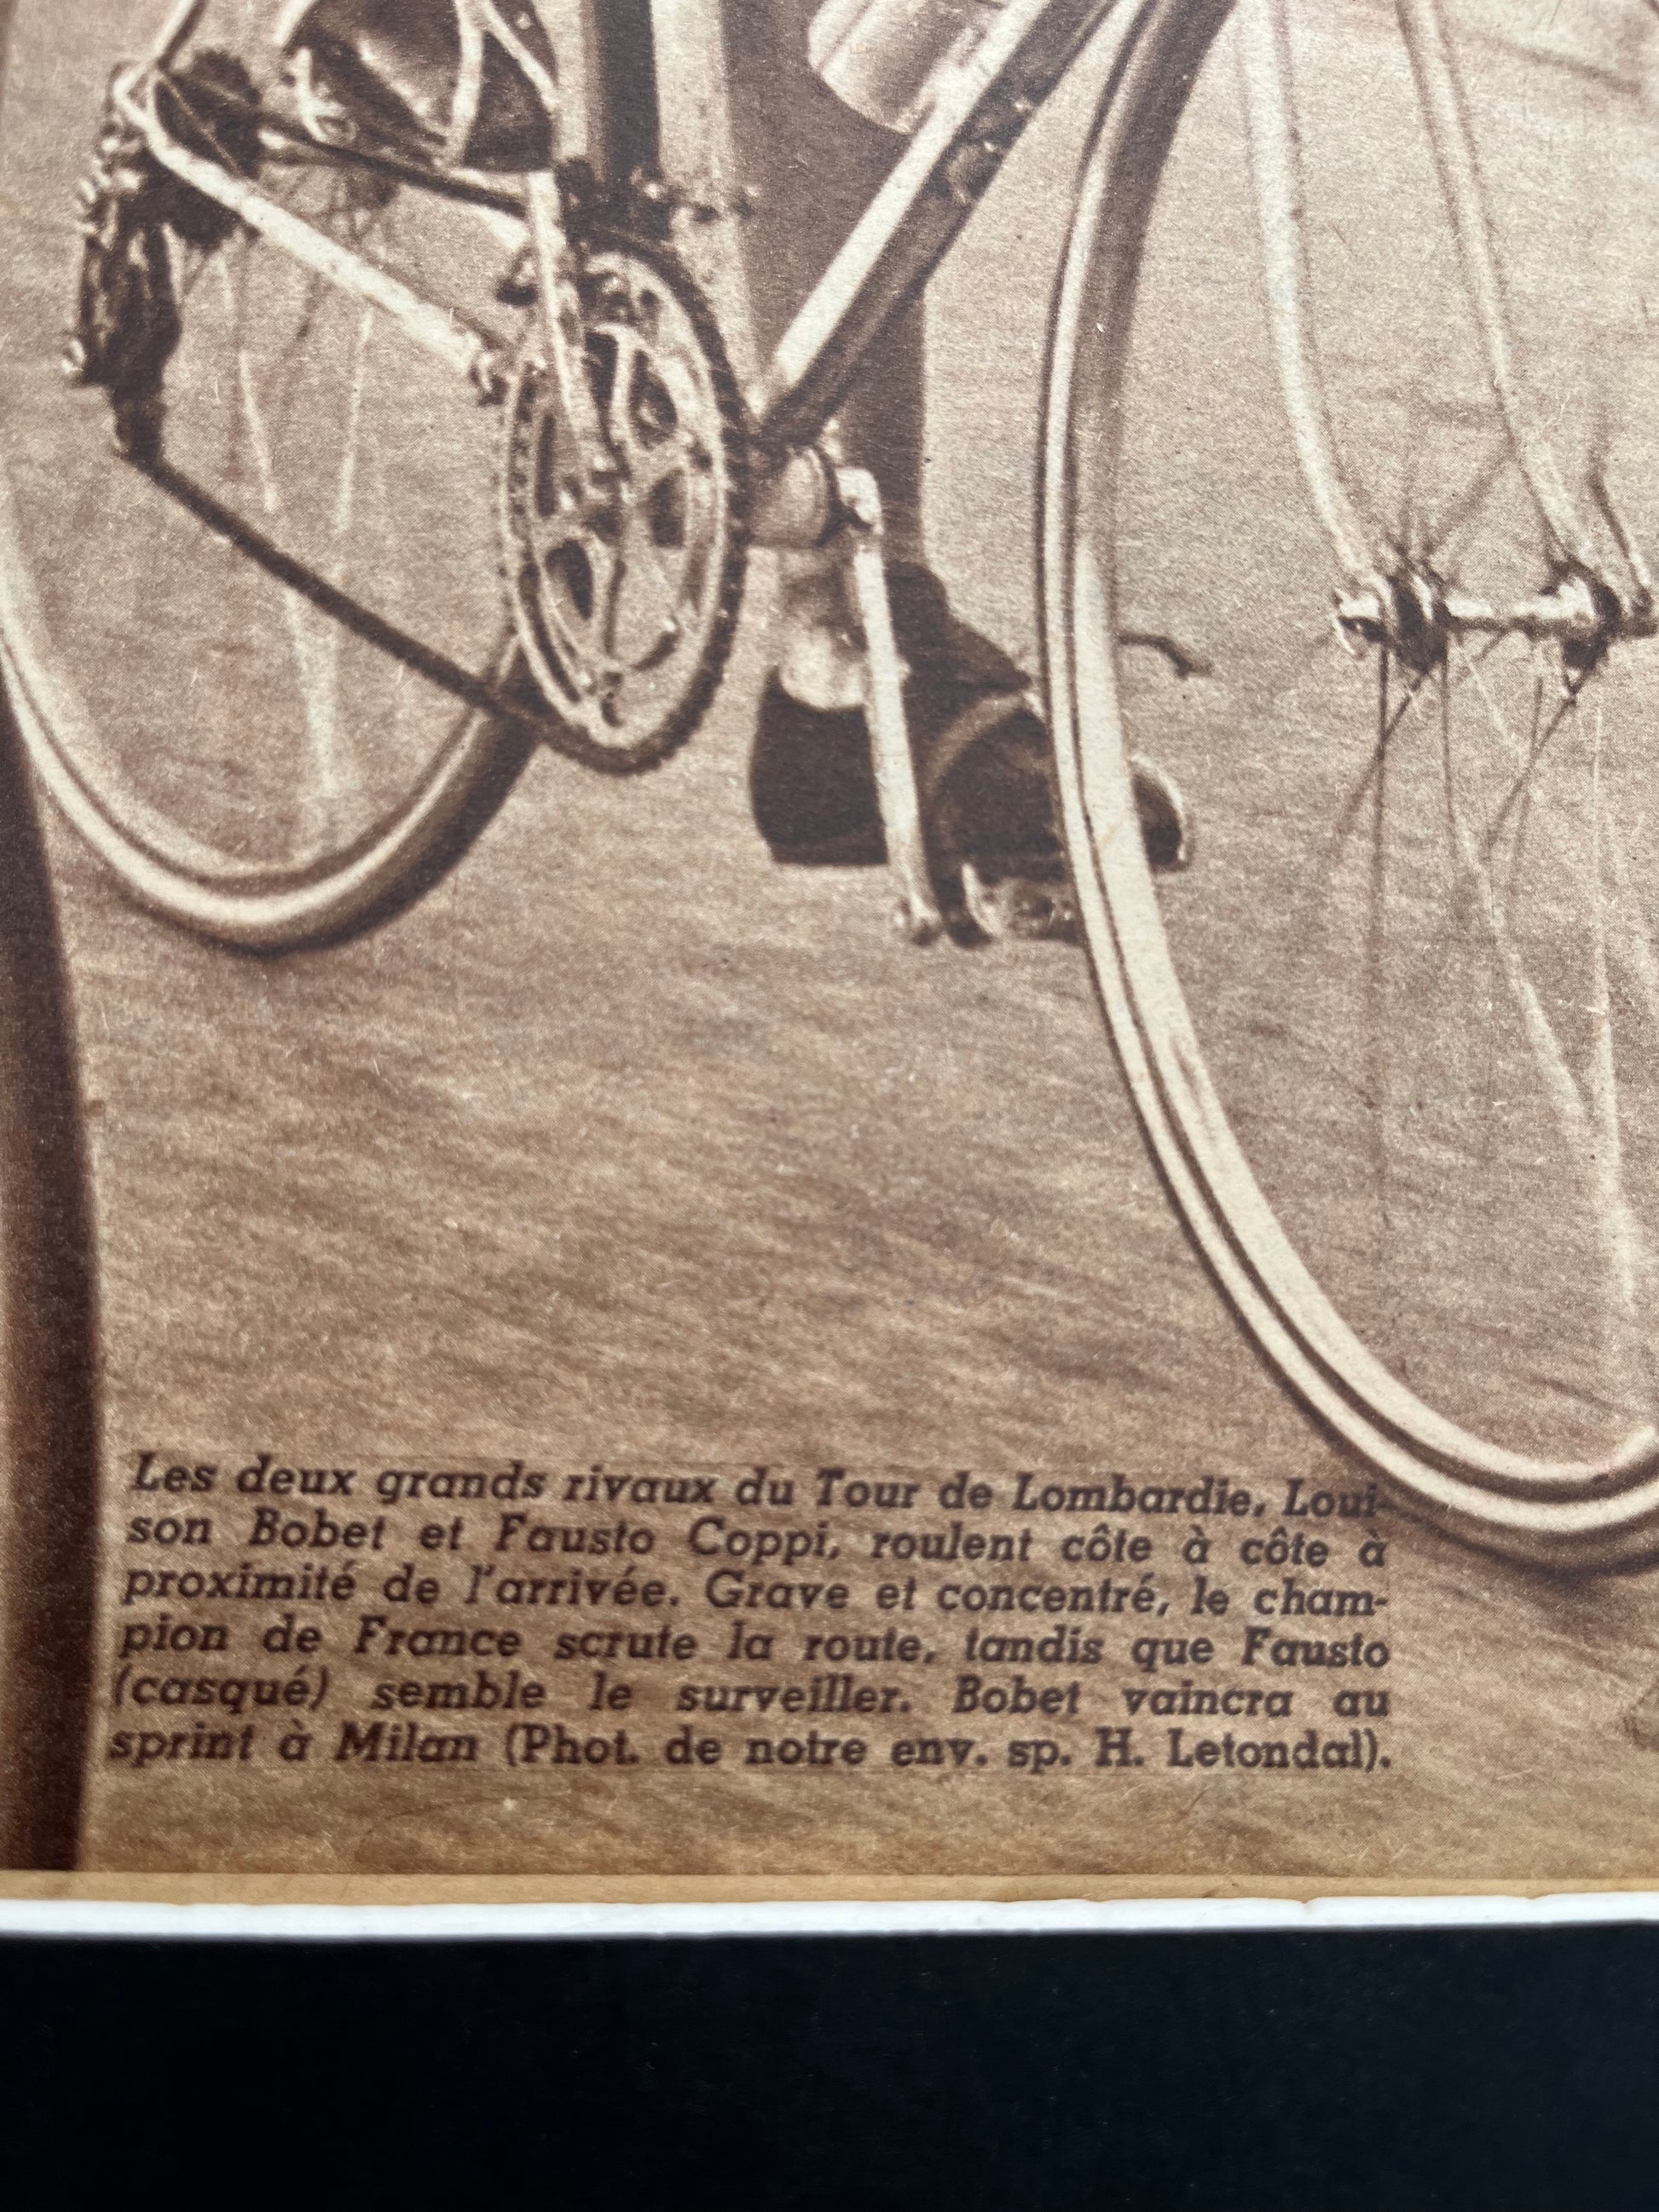 Les deux grands rivaux du Tour de Lombardie, Loui-
son Bobet et Fausto Coppi, roulent côte à côte à
proximité de l'arrivée. Grave et concentré, le cham-
pion de France scrute la route, tandis que Fausto
(casqué) semble le surveiller. Bobet vaincra au
sprint à Milan (Phot. de notre env. sp. H. Letondal).